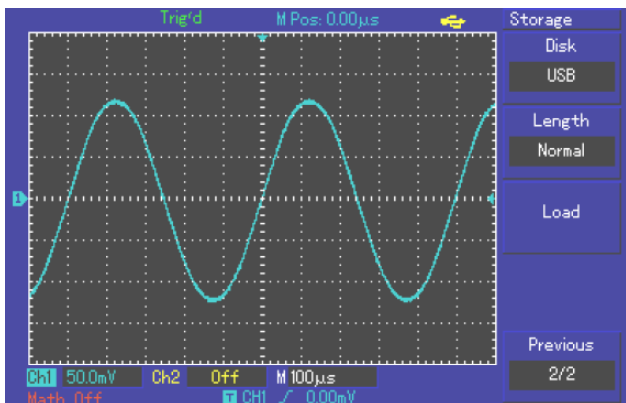 Trig'd M Pos: 0.00µs Storage
Disk
USB
Length
Normal
1
Load
Previous
2/2
Ch1 50.0mV Ch2 Off M 100µs
Math Off T CH1 0.00mV